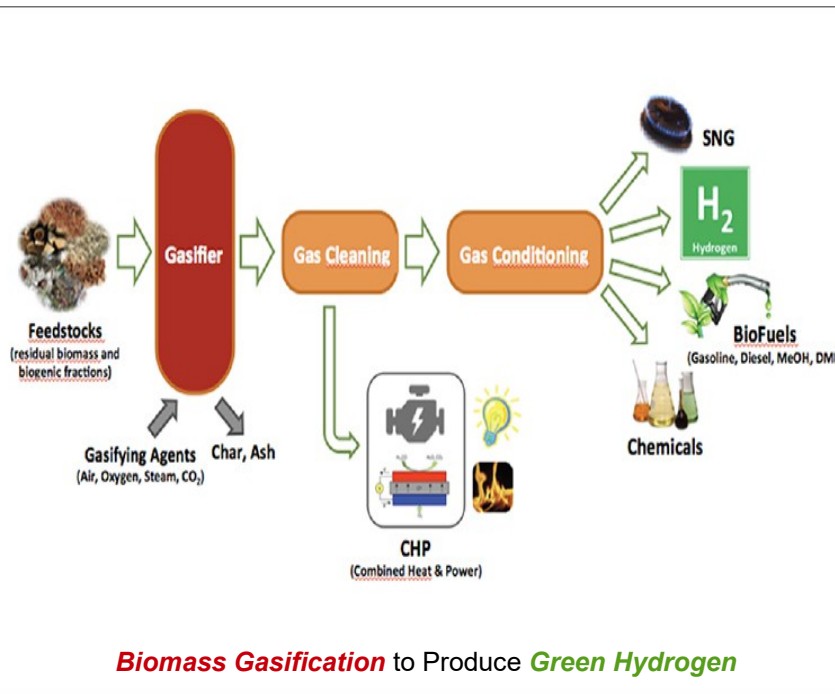 SNG
H2
Hydrogen
Gasifier
Gas Cleaning
Gas Conditioning
Feedstocks
(residual biomass and
biogenic fractions)
BioFuels
(Gasoline, Diesel, MeOH, DM
Gasifying Agents
(Air, Oxygen, Steam, CO2)
Char, Ash
Chemicals
CHP
(Combined Heat & Power)
Biomass Gasification to Produce Green Hydrogen